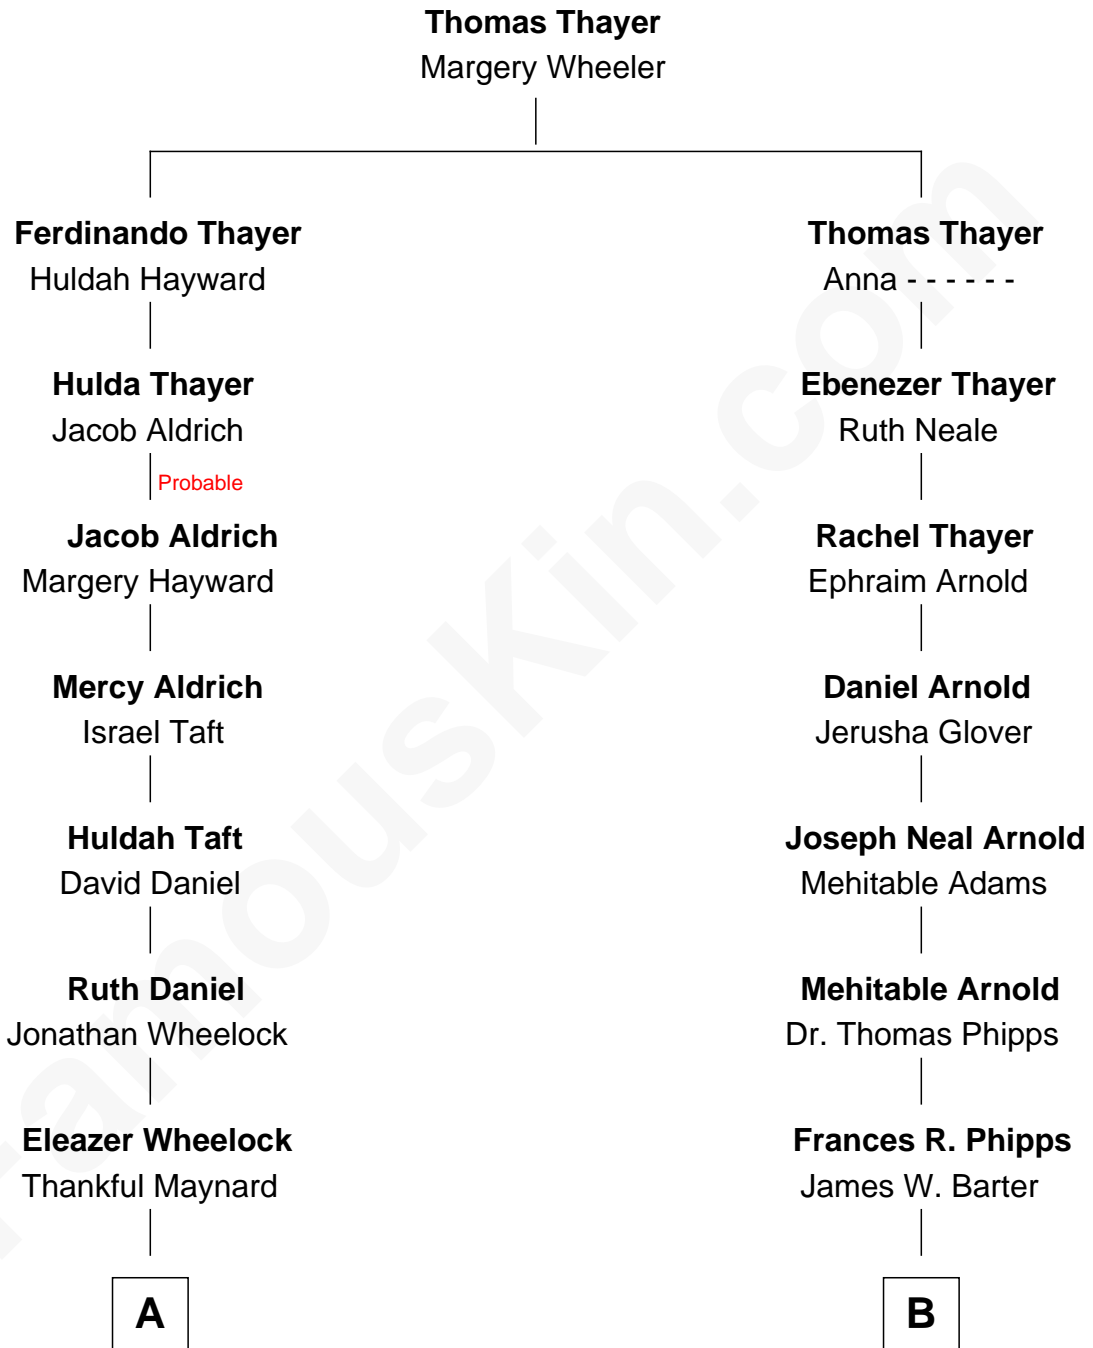 Thomas Thayer
Margery Wheeler
Ferdinando Thayer
Huldah Hayward
Thomas Thayer
Anna - - - - - -
Hulda Thayer
Jacob Aldrich
Ebenezer Thayer
Ruth Neale
Probable
Jacob Aldrich
Margery Hayward
Rachel Thayer
Ephraim Arnold
Mercy Aldrich
Israel Taft
Daniel Arnold
Jerusha Glover
Huldah Taft
David Daniel
Joseph Neal Arnold
Mehitable Adams
Ruth Daniel
Jonathan Wheelock
Mehitable Arnold
Dr. Thomas Phipps
Eleazer Wheelock
Thankful Maynard
Frances R. Phipps
James W. Barter
A
B
FamousKin.com